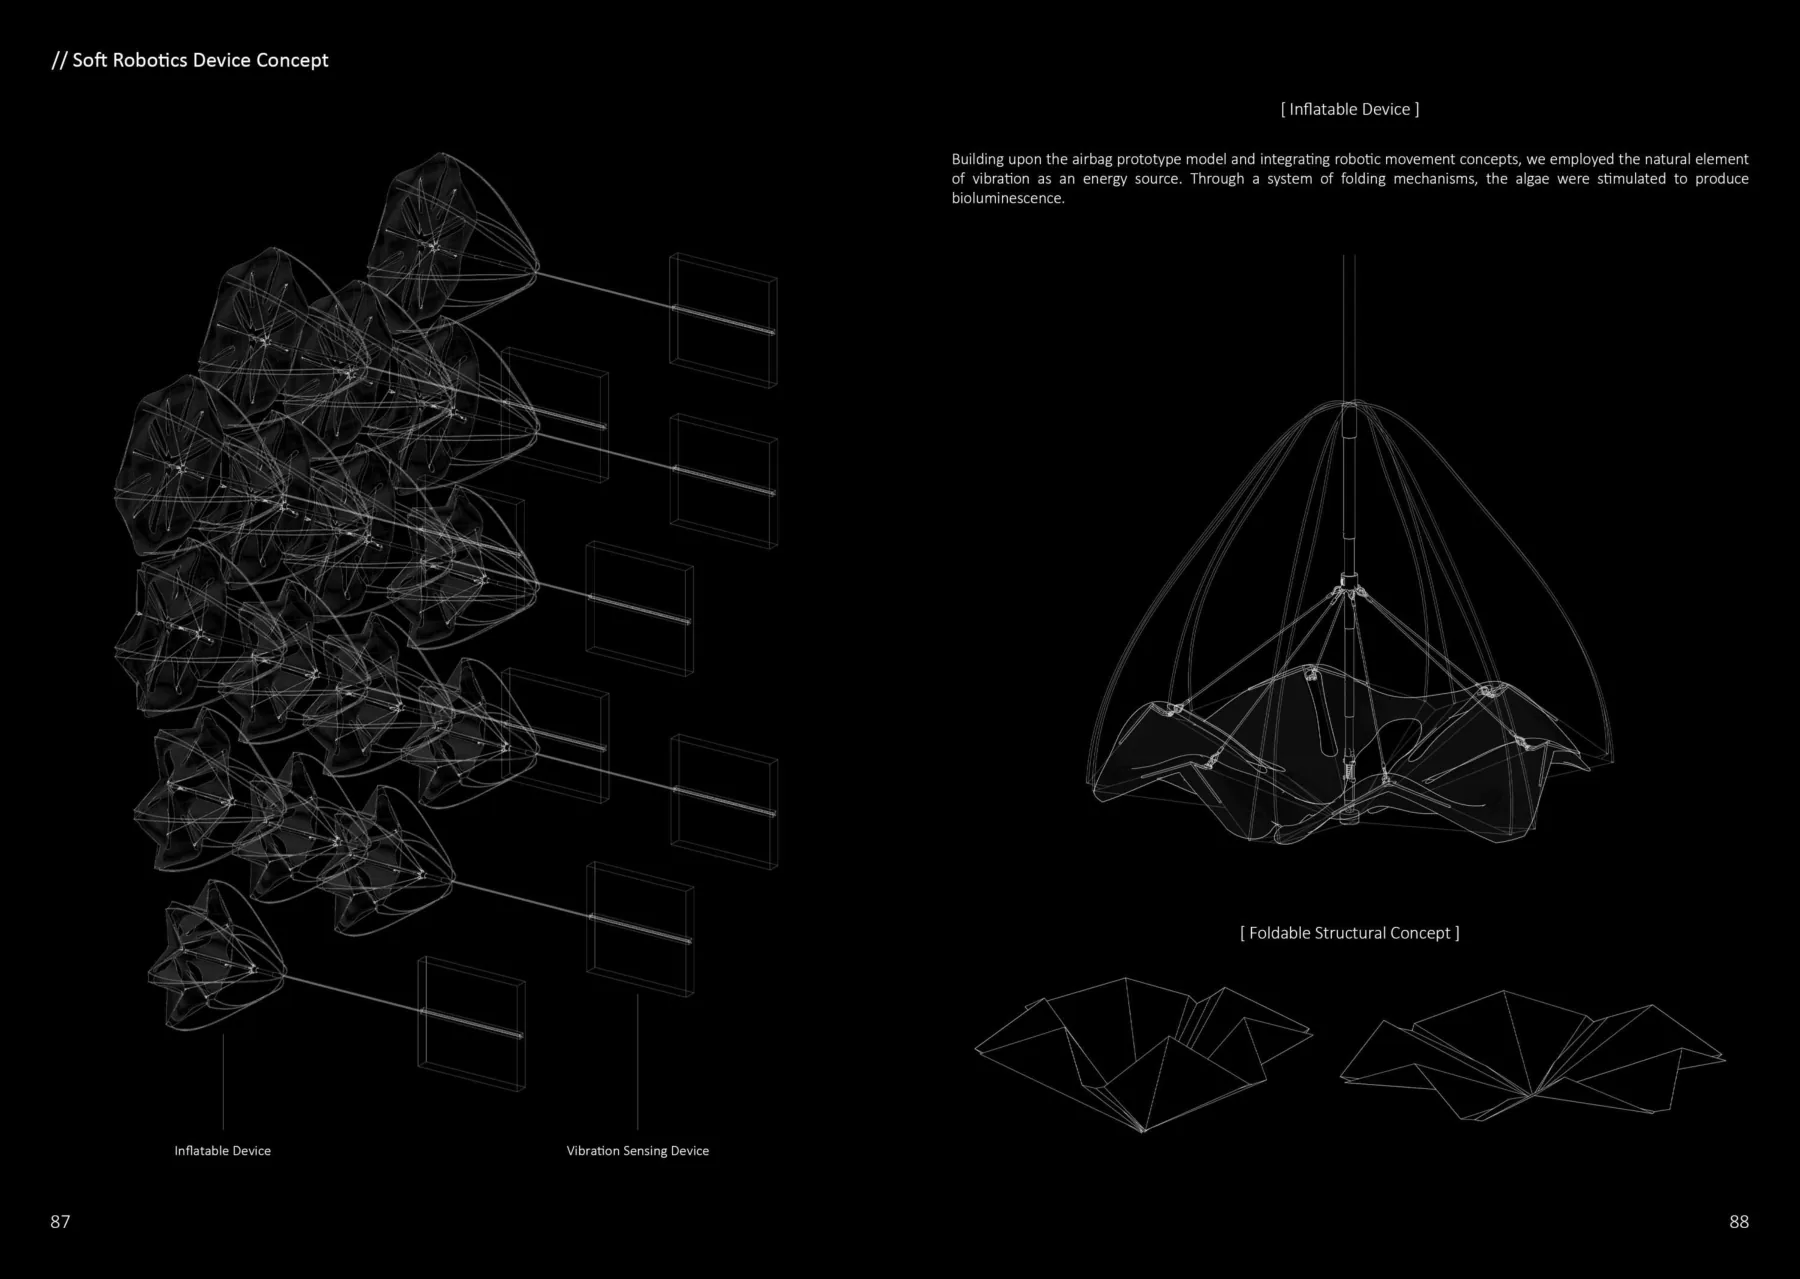 // Soft Robotics Device Concept
Inflatable Device
Vibration Sensing Device
87
[ Inflatable Device ]
Building upon the airbag prototype model and integrating robotic movement concepts, we employed the natural element
of vibration as an energy source. Through a system of folding mechanisms, the algae were stimulated to produce
bioluminescence.
[ Foldable Structural Concept ]
88